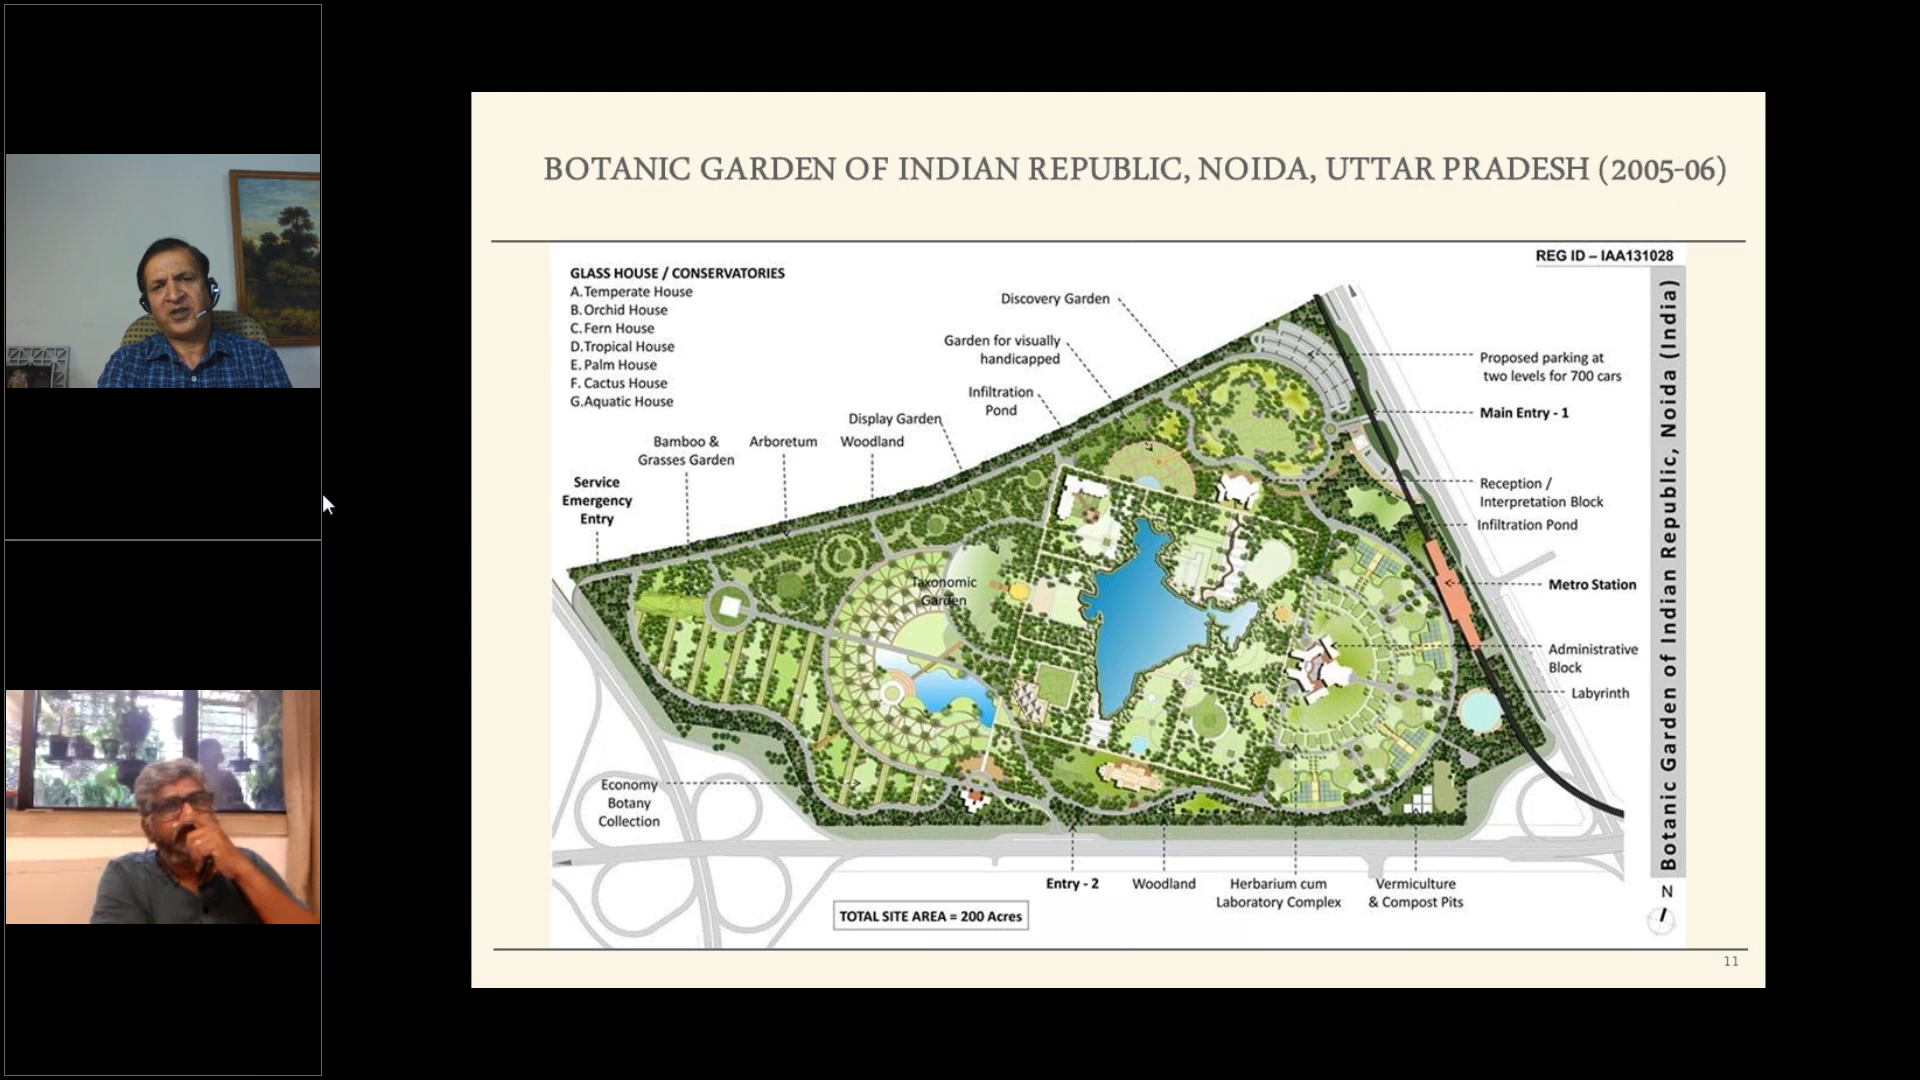 BOTANIC GARDEN OF INDIAN REPUBLIC, NOIDA, UTTAR PRADESH (2005-06)
REG ID – IAA131028
GLASS HOUSE / CONSERVATORIES
A.Temperate House
B.Orchid House
C.Fern House
D.Tropical House
E.Palm House
F.Cactus House
G.Aquatic House
Discovery Garden
Garden for visually
handicapped
Infiltration
Pond
Display Garden
Woodland
Arboretum
Bamboo &
Grasses Garden
Service
Emergency
Entry
Proposed parking at
two levels for 700 cars
Main Entry - 1
Reception /
Interpretation Block
Infiltration Pond
Metro Station
Administrative
Block
Labyrinth
Taxonomic
Garden
Economy
Botany
Collection
Entry - 2
Woodland
Herbarium cum
Laboratory Complex
Vermiculture
& Compost Pits
TOTAL SITE AREA = 200 Acres
Botanic Garden of Indian Republic, Noida (India)
N
11